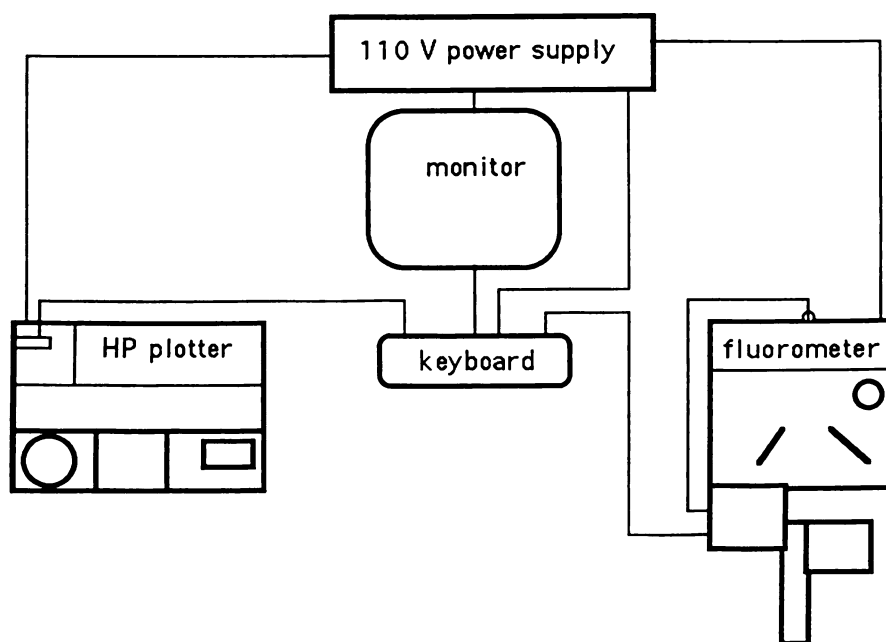 110 V power supply
monitor
HP plotter
keyboard
fluorometer